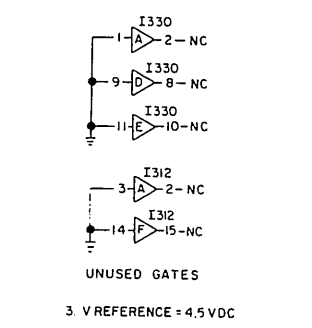 I330
1 A 2-NC
I330
9 D 8-NC
I330
11 E 10-NC
I312
3 A 2-NC
I312
14 F 15-NC
UNUSED GATES
3. V REFERENCE = 4.5 VDC